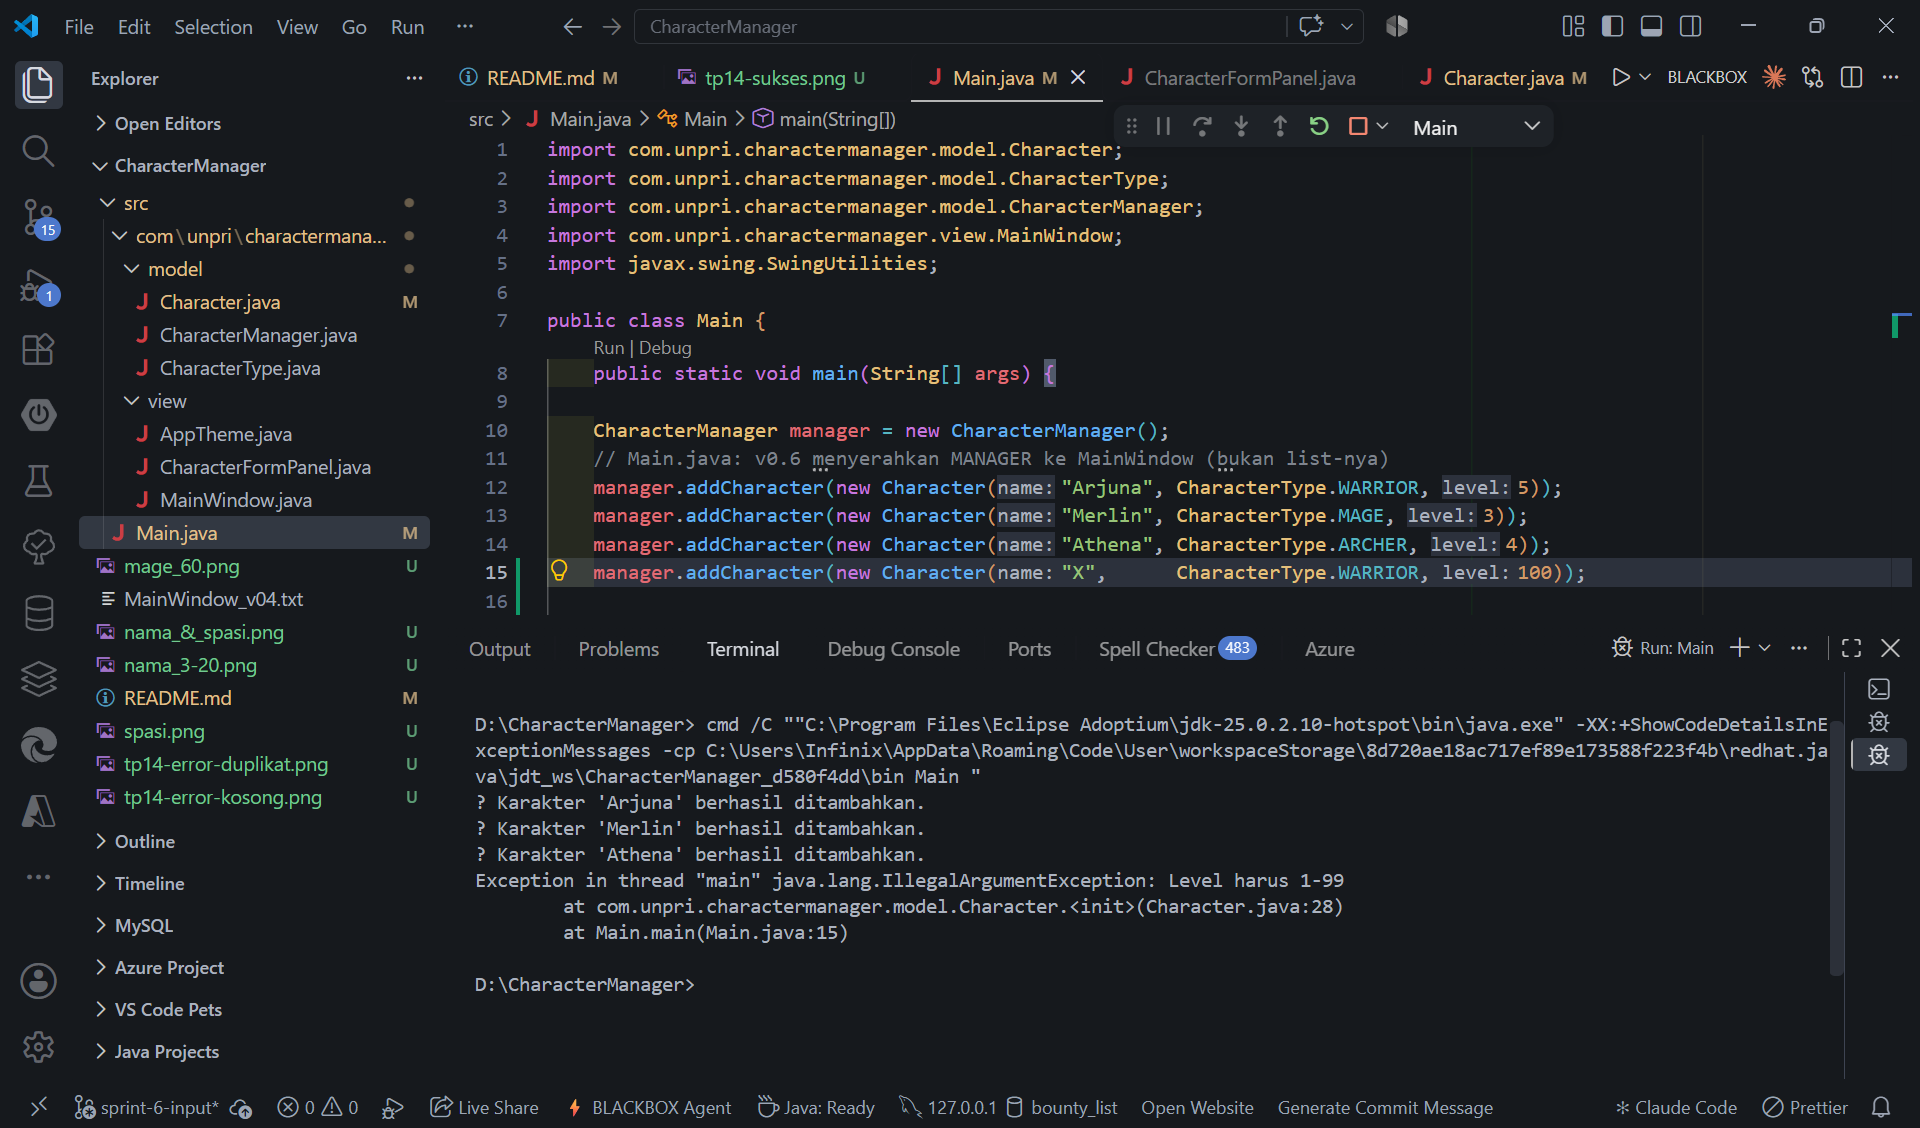 File Edit Selection View Go Run ···
CharacterManager
Explorer ···
README.md M
tp14-sukses.png U
Main.java M
CharacterFormPanel.java
Character.java M
BLACKBOX
Open Editors
CharacterManager
src
com\unpri\charactermana...
model
Character.java M
CharacterManager.java
CharacterType.java
view
AppTheme.java
CharacterFormPanel.java
MainWindow.java
Main.java M
mage_60.png U
MainWindow_v04.txt
nama_&_spasi.png U
nama_3-20.png U
README.md M
spasi.png U
tp14-error-duplikat.png U
tp14-error-kosong.png U
Outline
Timeline
MySQL
Azure Project
VS Code Pets
Java Projects
15
1
src > Main.java > Main > main(String[])
Main
1 import com.unpri.charactermanager.model.Character;
2 import com.unpri.charactermanager.model.CharacterType;
3 import com.unpri.charactermanager.model.CharacterManager;
4 import com.unpri.charactermanager.view.MainWindow;
5 import javax.swing.SwingUtilities;
6
7 public class Main {
Run | Debug
8 public static void main(String[] args) {
9
10 CharacterManager manager = new CharacterManager();
11 // Main.java: v0.6 menyerahkan MANAGER ke MainWindow (bukan list-nya)
12 manager.addCharacter(new Character(name: "Arjuna", CharacterType.WARRIOR, level: 5));
13 manager.addCharacter(new Character(name: "Merlin", CharacterType.MAGE, level: 3));
14 manager.addCharacter(new Character(name: "Athena", CharacterType.ARCHER, level: 4));
15 manager.addCharacter(new Character(name: "X", CharacterType.WARRIOR, level: 100));
16
Output Problems Terminal Debug Console Ports Spell Checker 483 Azure
Run: Main
D:\CharacterManager> cmd /C ""C:\Program Files\Eclipse Adoptium\jdk-25.0.2.10-hotspot\bin\java.exe" -XX:+ShowCodeDetailsInE
xceptionMessages -cp C:\Users\Infinix\AppData\Roaming\Code\User\workspaceStorage\8d720ae18ac717ef89e173588f223f4b\redhat.ja
va\jdt_ws\CharacterManager_d580f4dd\bin Main "
? Karakter 'Arjuna' berhasil ditambahkan.
? Karakter 'Merlin' berhasil ditambahkan.
? Karakter 'Athena' berhasil ditambahkan.
Exception in thread "main" java.lang.IllegalArgumentException: Level harus 1-99
at com.unpri.charactermanager.model.Character.<init>(Character.java:28)
at Main.main(Main.java:15)
D:\CharacterManager>
sprint-6-input* 0 0 Live Share BLACKBOX Agent Java: Ready 127.0.0.1 bounty_list Open Website Generate Commit Message Claude Code Prettier